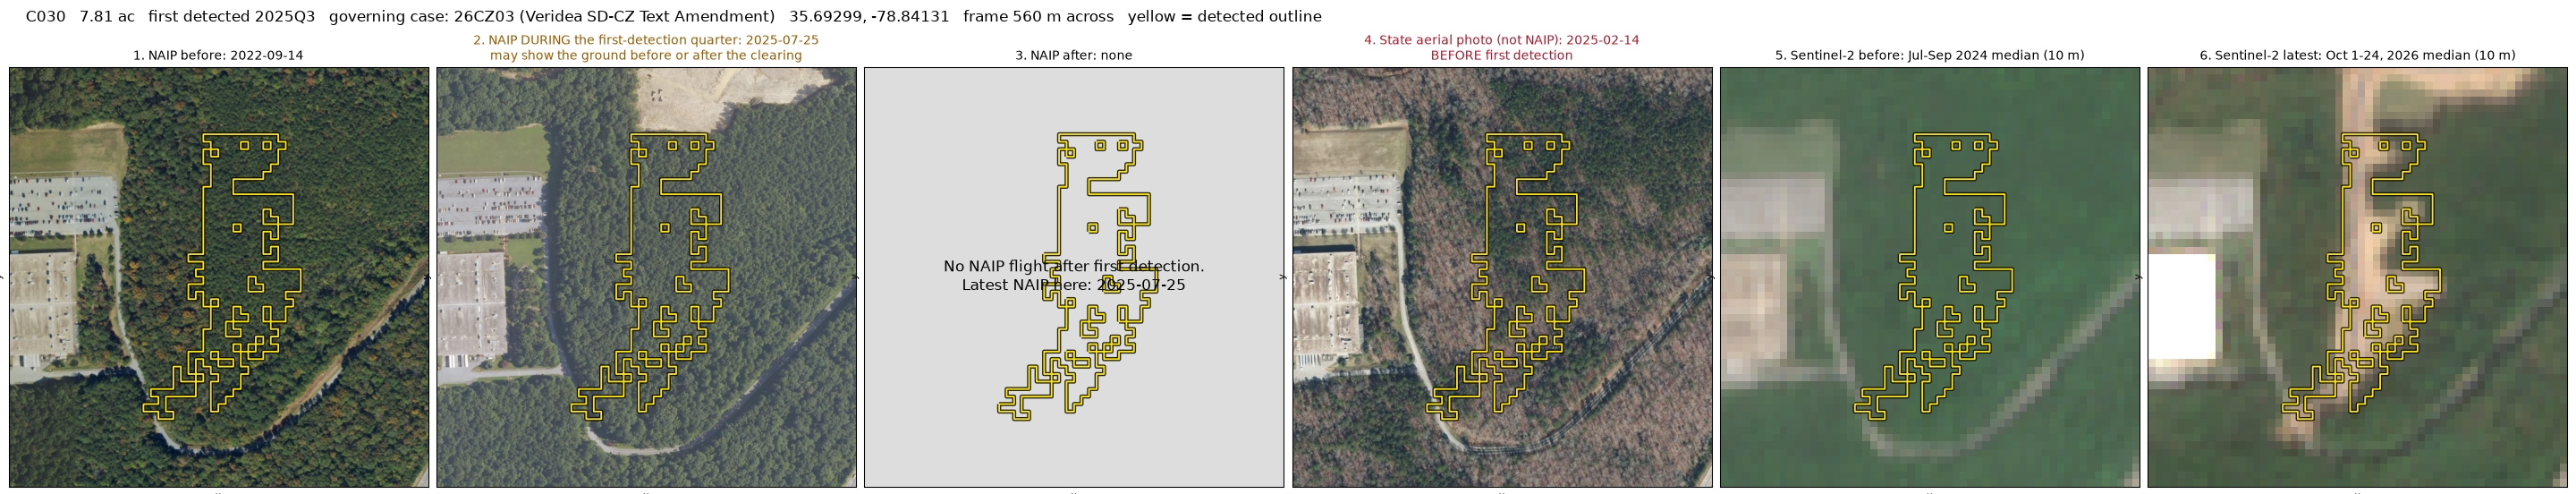 C030   7.81 ac   first detected 2025Q3   governing case: 26CZ03 (Veridea SD-CZ Text Amendment)   35.69299, -78.84131   frame 560 m across   yellow = detected outline
1. NAIP before: 2022-09-14
2. NAIP DURING the first-detection quarter: 2025-07-25
may show the ground before or after the clearing
3. NAIP after: none
4. State aerial photo (not NAIP): 2025-02-14
BEFORE first detection
5. Sentinel-2 before: Jul-Sep 2024 median (10 m)
6. Sentinel-2 latest: Oct 1-24, 2026 median (10 m)
No NAIP flight after first detection.
Latest NAIP here: 2025-07-25